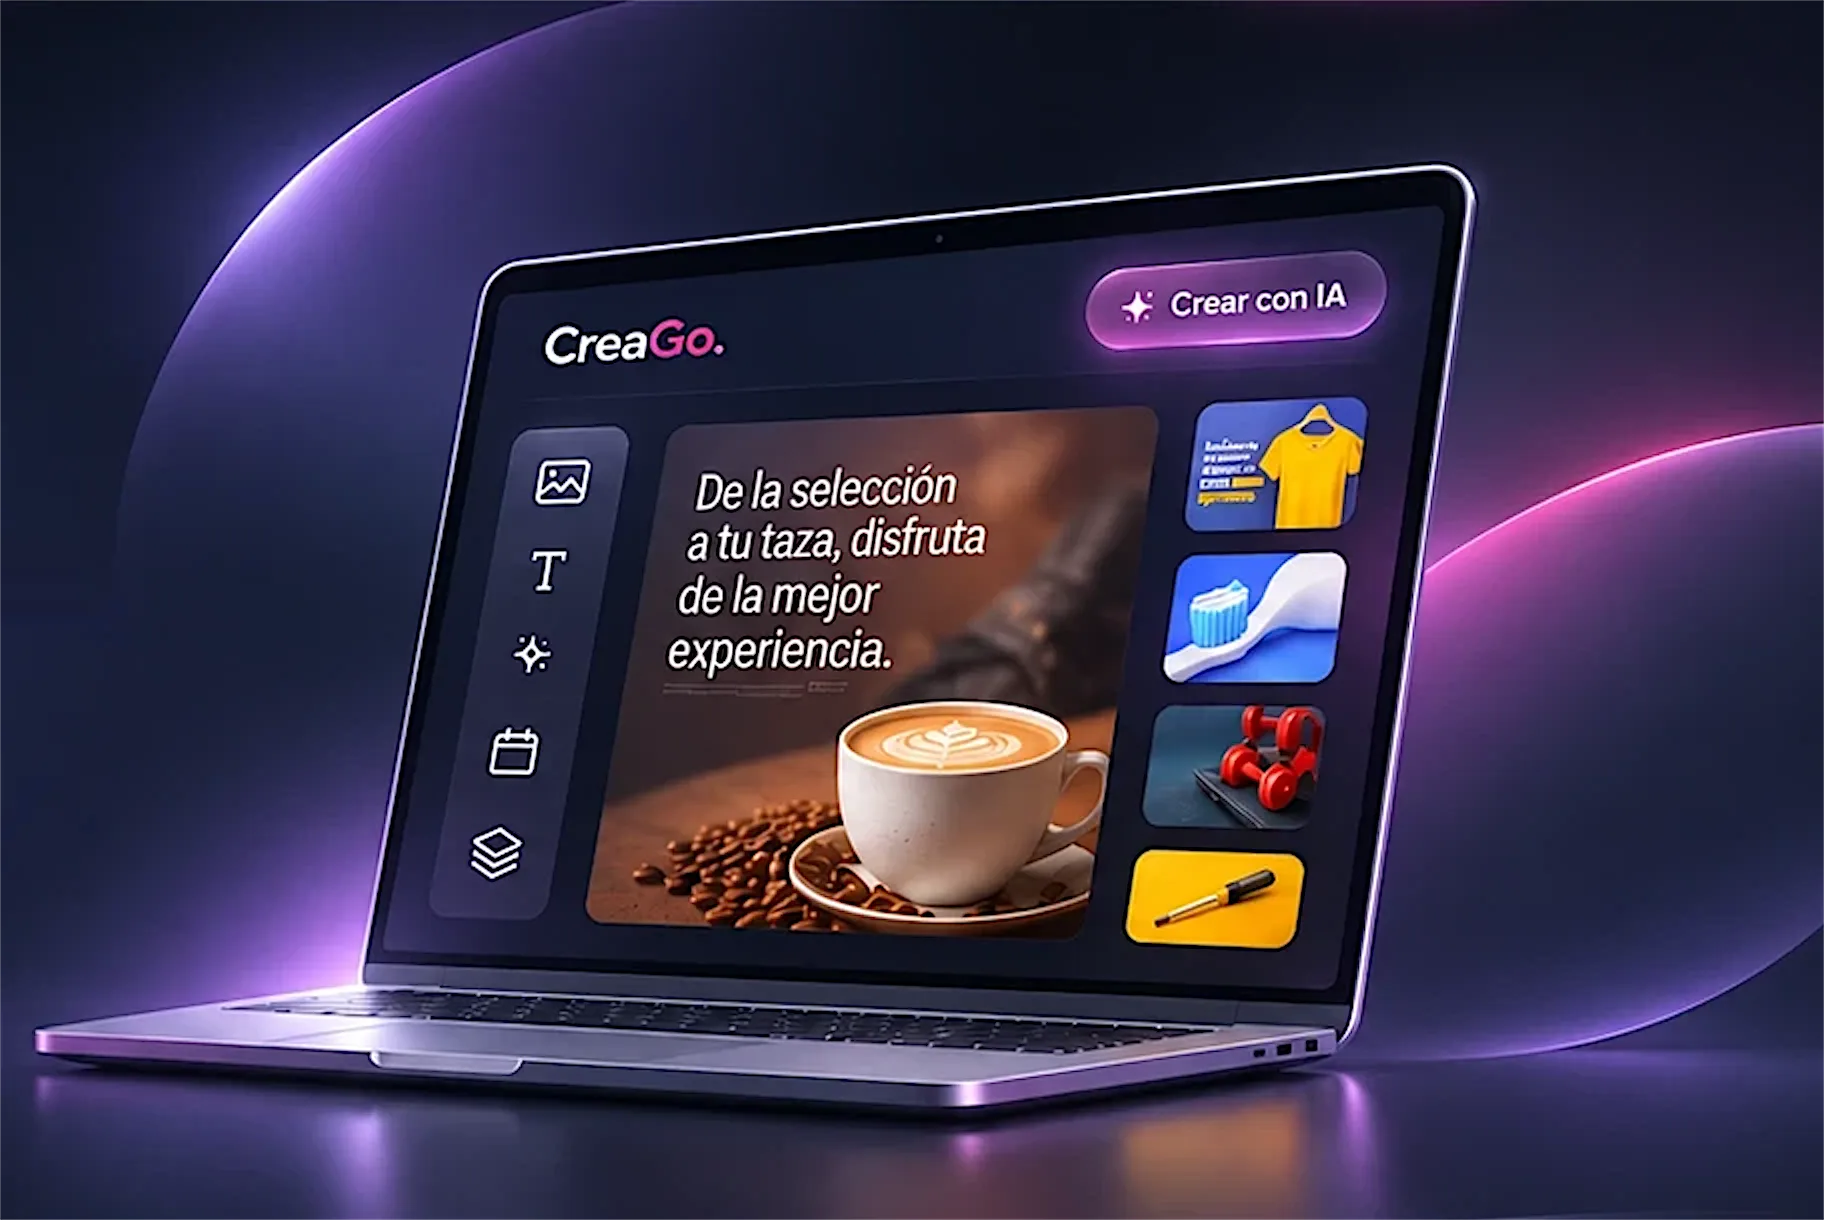 CreaGo.
Crear con IA
De la selección
a tu taza, disfruta
de la mejor
experiencia.